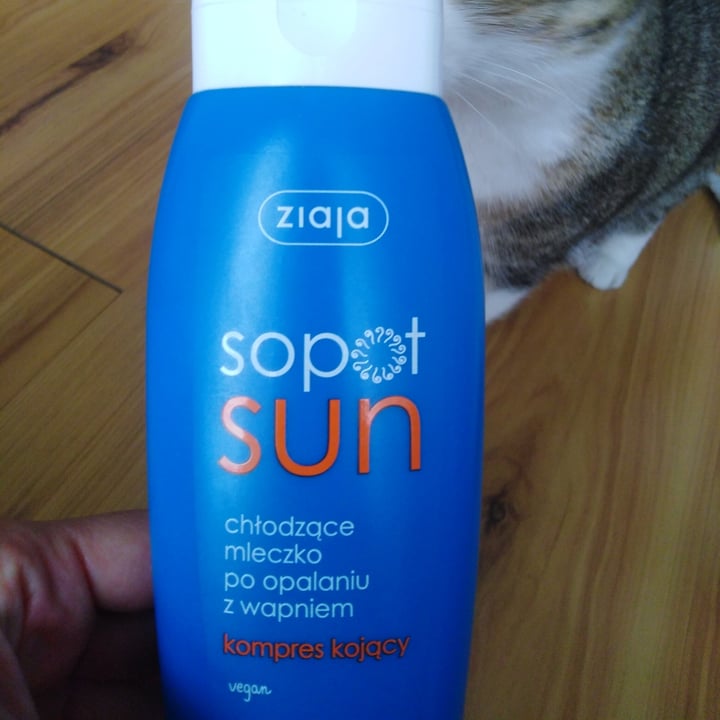 ziaja
sopot
sun
chłodzące
mleczko
po opalaniu
z wapniem
kompres kojący
vegan